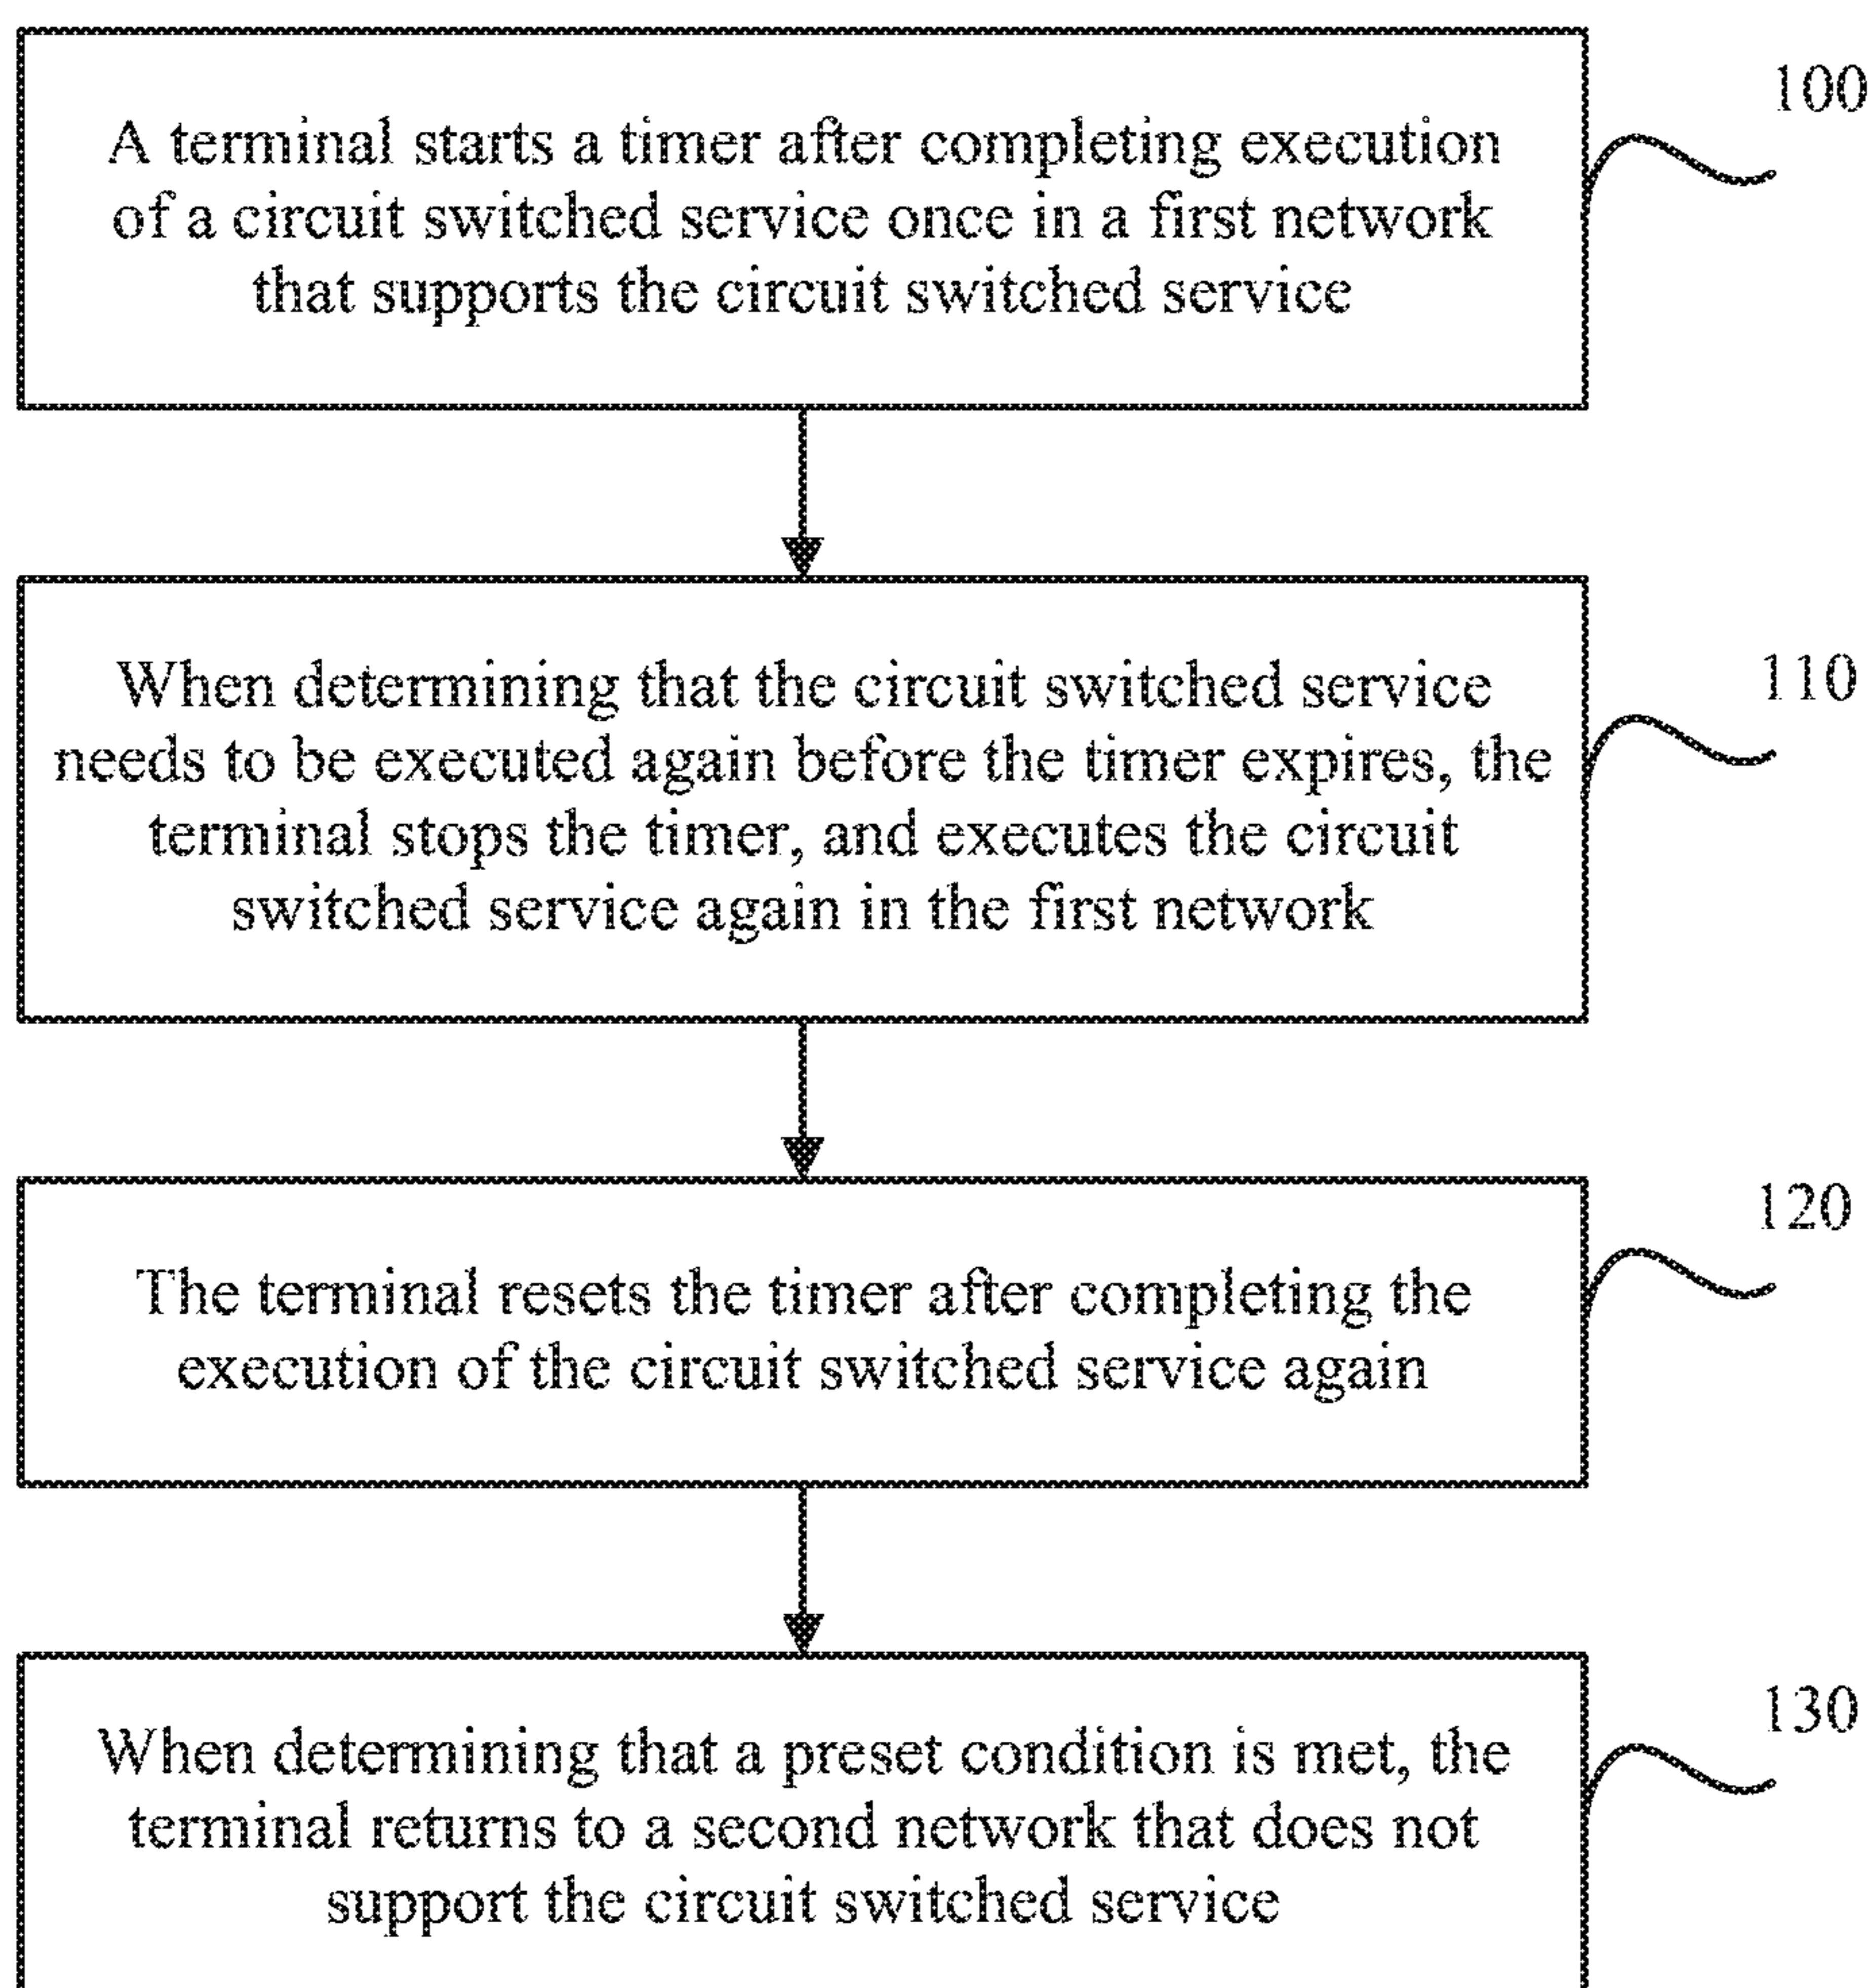 100
A terminal starts a timer after completing execution
of a circuit switched service once in a first network
that supports the circuit switched service
110
When determining that the circuit switched service
needs to be executed again before the timer expires, the
terminal stops the timer, and executes the circuit
switched service again in the first network
120
The terminal resets the timer after completing the
execution of the circuit switched service again
130
When determining that a preset condition is met, the
terminal returns to a second network that does not
support the circuit switched service